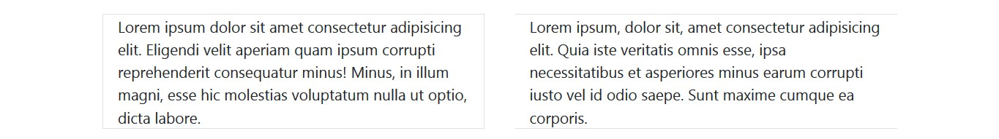 Lorem ipsum dolor sit amet consectetur adipisicing
elit. Eligendi velit aperiam quam ipsum corrupti
reprehenderit consequatur minus! Minus, in illum
magni, esse hic molestias voluptatum nulla ut optio,
dicta labore.
Lorem ipsum, dolor sit, amet consectetur adipisicing
elit. Quia iste veritatis omnis esse, ipsa
necessitatibus et asperiores minus earum corrupti
iusto vel id odio saepe. Sunt maxime cumque ea
corporis.